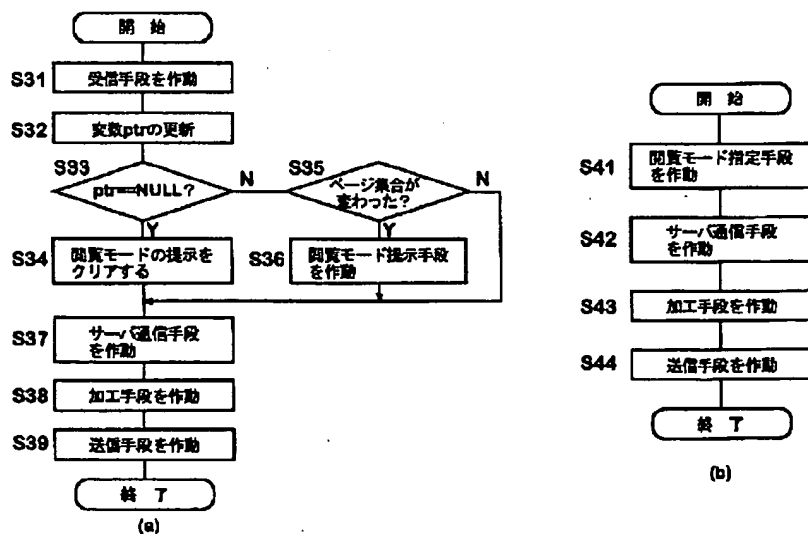 開 始
S31
受信手段を作動
S32
変数ptrの更新
S33
ptr==NULL?
N
Y
S35
ページ集合が
変わった?
N
Y
S34
閲覧モードの提示を
クリアする
S36
閲覧モード提示手段
を作動
S37
サーバ通信手段
を作動
S38
加工手段を作動
S39
送信手段を作動
終 了
(a)
開 始
S41
閲覧モード指定手段
を作動
S42
サーバ通信手段
を作動
S43
加工手段を作動
S44
送信手段を作動
終 了
(b)